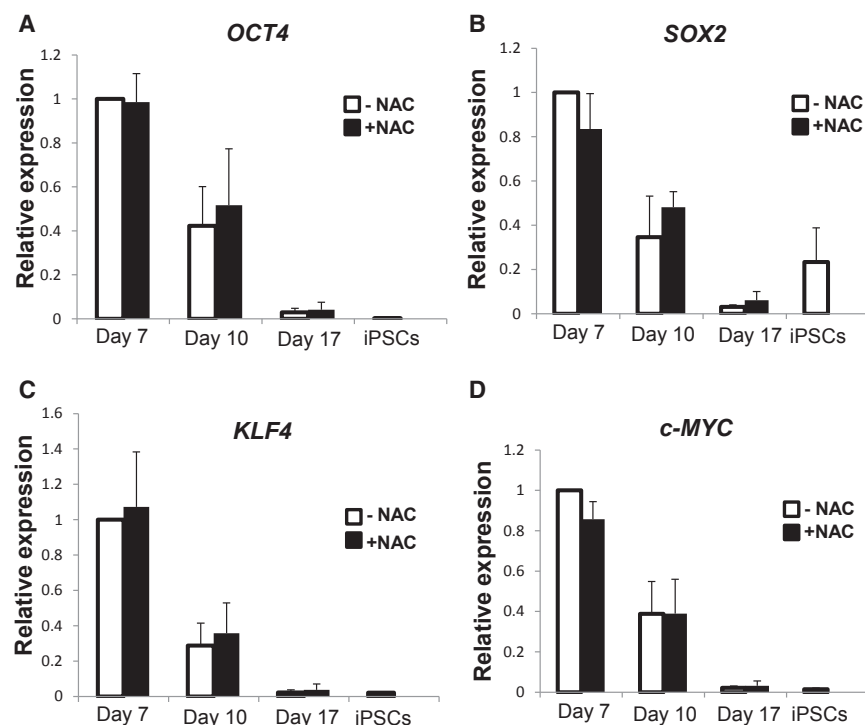 A
OCT4
Relative expression
1.2
1
0.8
0.6
0.4
0.2
0
- NAC
+NAC
Day 7 Day 10 Day 17 iPSCs
B
SOX2
Relative expression
1.2
1
0.8
0.6
0.4
0.2
0
- NAC
+NAC
Day 7 Day 10 Day 17 iPSCs
C
KLF4
Relative expression
1.6
1.4
1.2
1
0.8
0.6
0.4
0.2
0
- NAC
+NAC
Day 7 Day 10 Day 17 iPSCs
D
c-MYC
Relative expression
1.2
1
0.8
0.6
0.4
0.2
0
- NAC
+NAC
Day 7 Day 10 Day 17 iPSCs